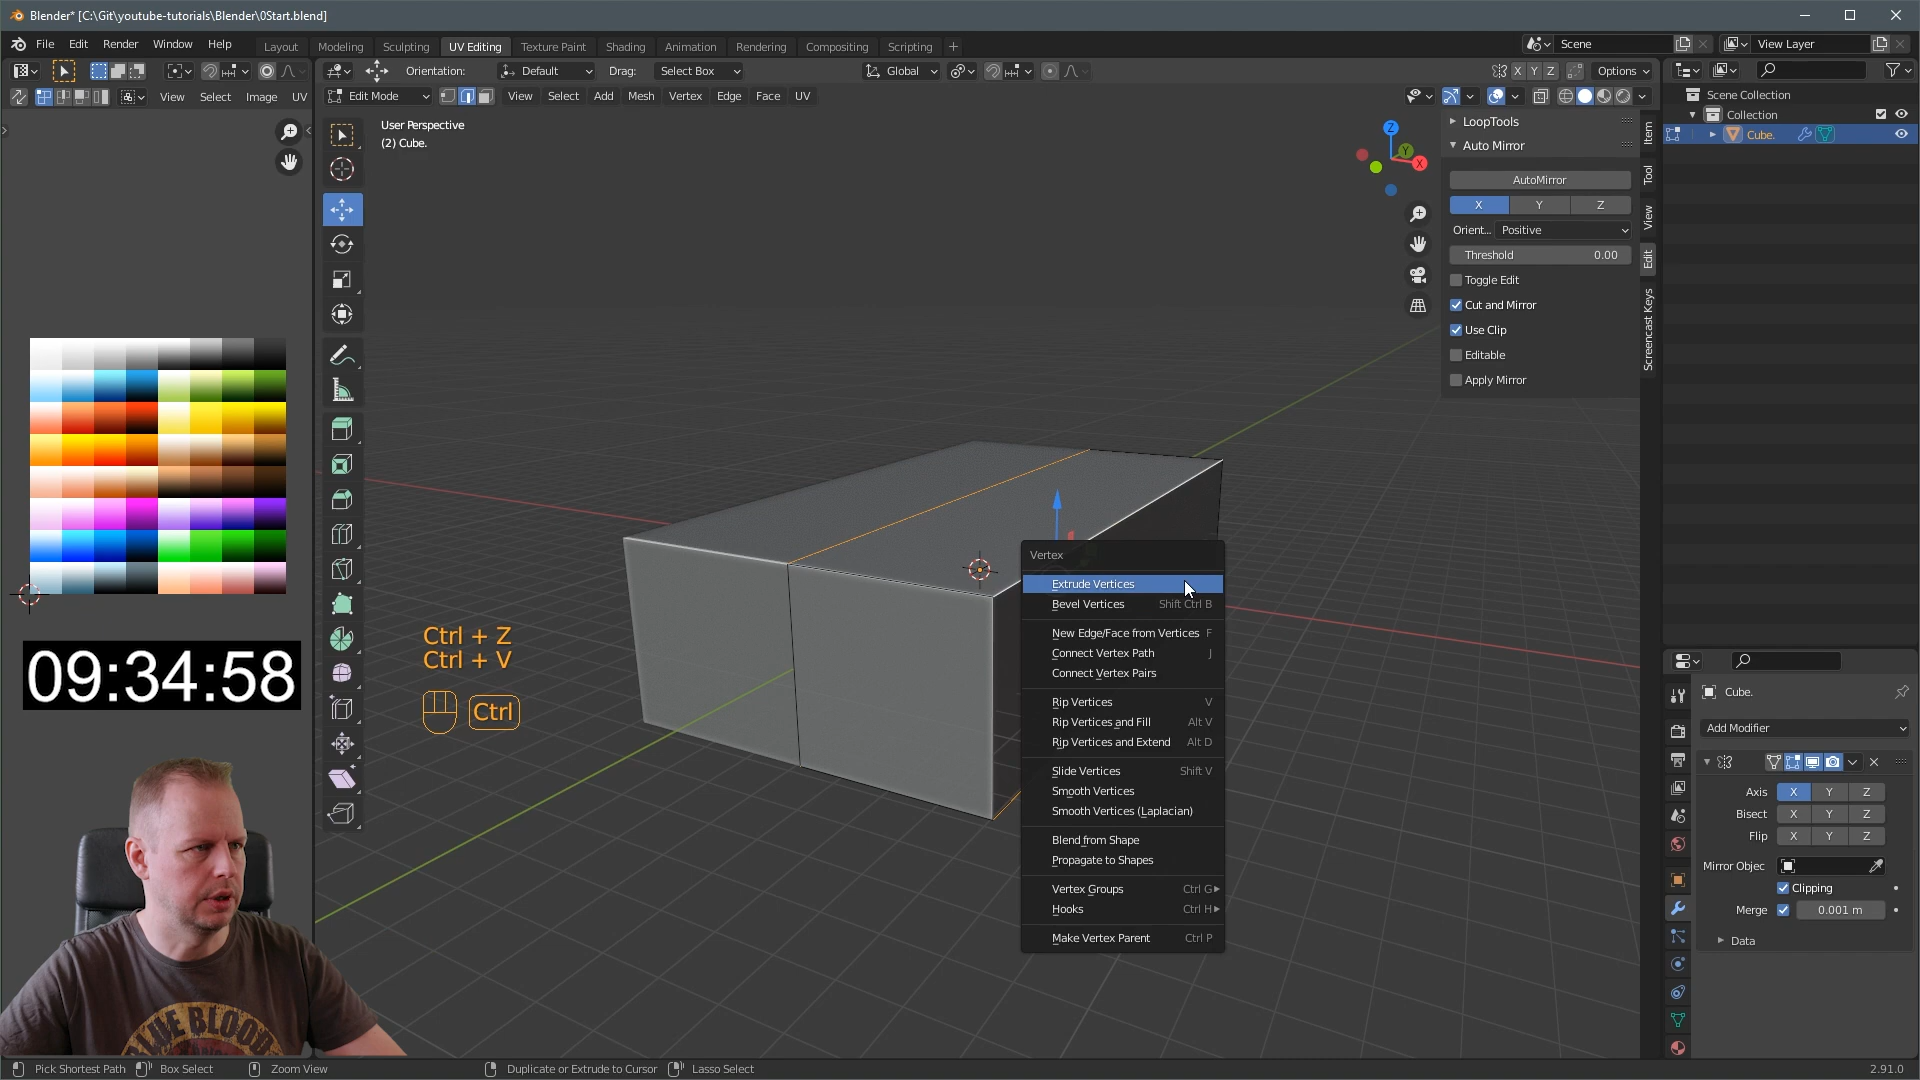 Blender* [C:\Git\youtube-tutorials\Blender\0Start.blend]
File Edit Render Window Help
Layout Modeling Sculpting UV Editing Texture Paint Shading Animation Rendering Compositing Scripting +
Scene
View Layer
Orientation: Default Drag: Select Box
Global
X Y Z Options
View Select Image UV
Edit Mode View Select Add Mesh Vertex Edge Face UV
User Perspective
(2) Cube.
Z
Y
X
LoopTools
Auto Mirror
AutoMirror
X Y Z
Orient... Positive
Threshold 0.00
Toggle Edit
Cut and Mirror
Use Clip
Editable
Apply Mirror
Item
Tool
View
Edit
Screencast Keys
Scene Collection
Collection
Cube.
Vertex
Extrude Vertices
Bevel Vertices Shift Ctrl B
New Edge/Face from Vertices F
Connect Vertex Path J
Connect Vertex Pairs
Rip Vertices V
Rip Vertices and Fill Alt V
Rip Vertices and Extend Alt D
Slide Vertices Shift V
Smooth Vertices
Smooth Vertices (Laplacian)
Blend from Shape
Propagate to Shapes
Vertex Groups Ctrl G
Hooks Ctrl H
Make Vertex Parent Ctrl P
Ctrl + Z
Ctrl + V
Ctrl
09:34:58
Cube.
Add Modifier
Axis X Y Z
Bisect X Y Z
Flip X Y Z
Mirror Objec
Clipping
Merge 0.001 m
Data
Pick Shortest Path Box Select Zoom View Duplicate or Extrude to Cursor Lasso Select 2.91.0